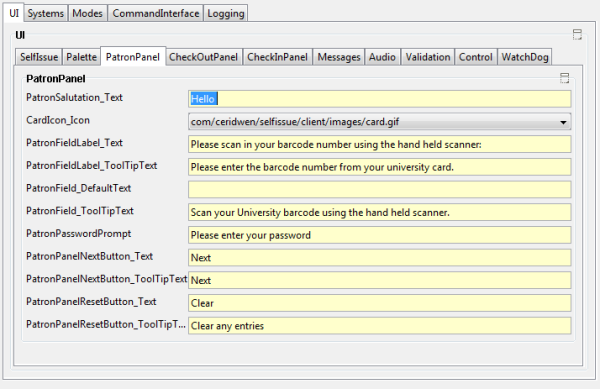 UI Systems Modes CommandInterface Logging
UI
SelfIssue Palette PatronPanel CheckOutPanel CheckInPanel Messages Audio Validation Control WatchDog
PatronPanel
PatronSalutation_Text Hello
CardIcon_Icon com/ceridwen/selfissue/client/images/card.gif
PatronFieldLabel_Text Please scan in your barcode number using the hand held scanner:
PatronFieldLabel_ToolTipText Please enter the barcode number from your university card.
PatronField_DefaultText
PatronField_ToolTipText Scan your University barcode using the hand held scanner.
PatronPasswordPrompt Please enter your password
PatronPanelNextButton_Text Next
PatronPanelNextButton_ToolTipText Next
PatronPanelResetButton_Text Clear
PatronPanelResetButton_ToolTipT... Clear any entries